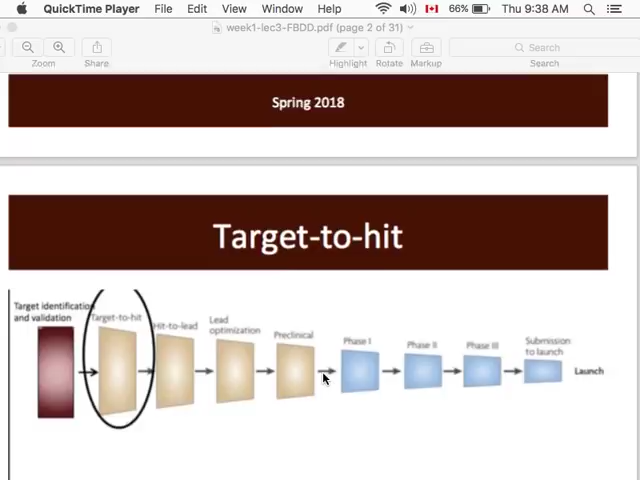 QuickTime Player File Edit View Window Help 66% Thu 9:38 AM
week1-lec3-FBDD.pdf (page 2 of 31)
Search
Zoom Share Highlight Rotate Markup Search
Spring 2018
Target-to-hit
Target identification
and validation
Target-to-hit
Hit-to-lead
Lead
optimization
Preclinical
Phase I
Phase II
Phase III
Submission
to launch
Launch